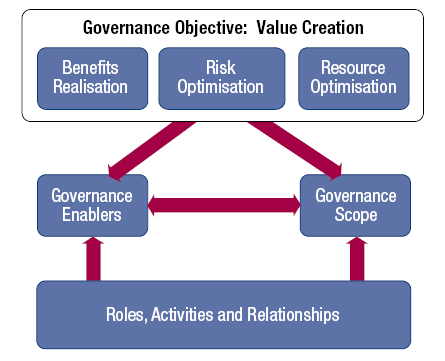 Governance Objective: Value Creation
Benefits
Realisation
Risk
Optimisation
Resource
Optimisation
Governance
Enablers
Governance
Scope
Roles, Activities and Relationships